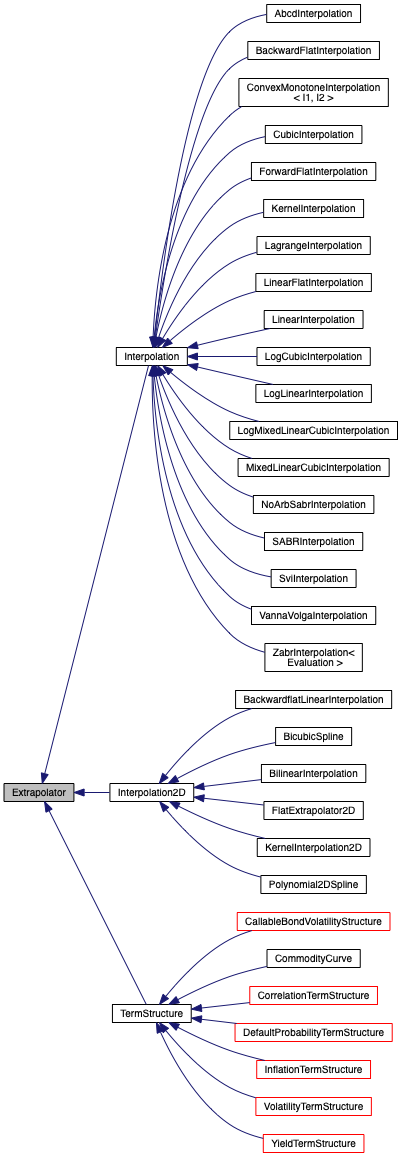 AbcdInterpolation
BackwardFlatInterpolation
ConvexMonotoneInterpolation
< I1, I2 >
CubicInterpolation
ForwardFlatInterpolation
KernelInterpolation
LagrangeInterpolation
LinearFlatInterpolation
LinearInterpolation
Interpolation
LogCubicInterpolation
LogLinearInterpolation
LogMixedLinearCubicInterpolation
MixedLinearCubicInterpolation
NoArbSabrInterpolation
SABRInterpolation
SviInterpolation
VannaVolgaInterpolation
ZabrInterpolation<
Evaluation >
BackwardflatLinearInterpolation
BicubicSpline
BilinearInterpolation
Extrapolator
Interpolation2D
FlatExtrapolator2D
KernelInterpolation2D
Polynomial2DSpline
CallableBondVolatilityStructure
CommodityCurve
CorrelationTermStructure
TermStructure
DefaultProbabilityTermStructure
InflationTermStructure
VolatilityTermStructure
YieldTermStructure